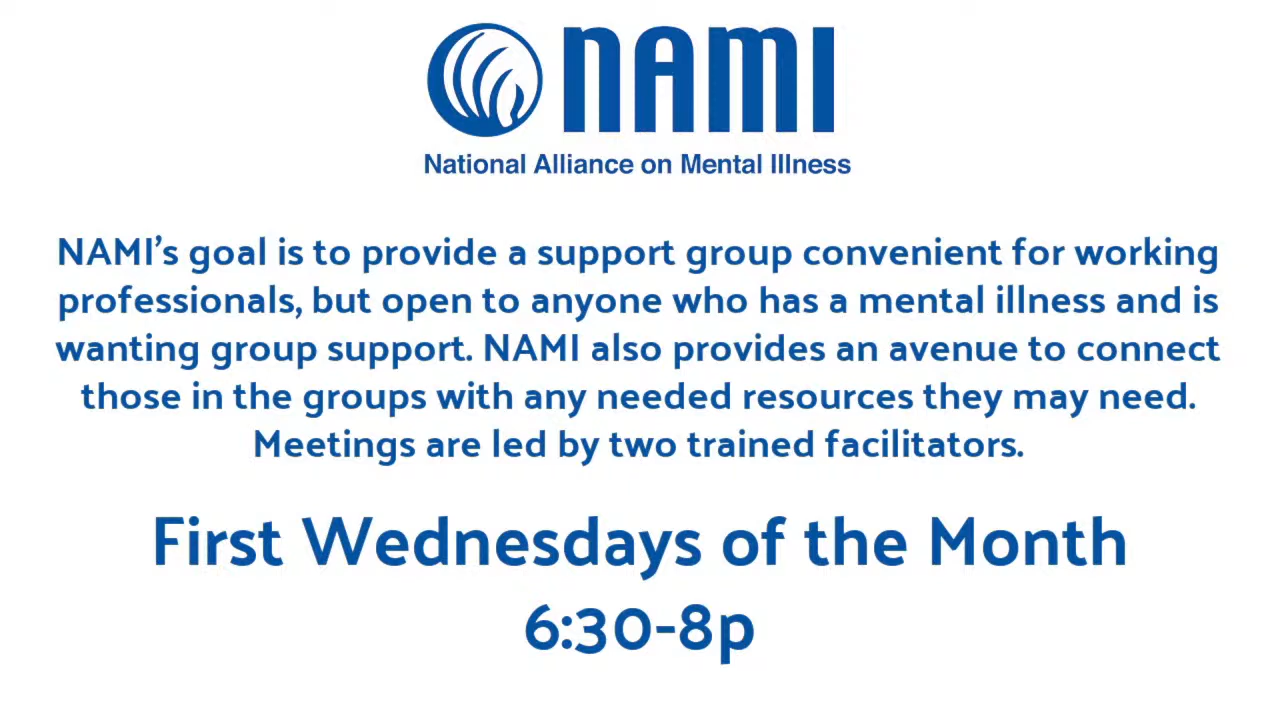 NAMI
National Alliance on Mental Illness
NAMI's goal is to provide a support group convenient for working
professionals, but open to anyone who has a mental illness and is
wanting group support. NAMI also provides an avenue to connect
those in the groups with any needed resources they may need.
Meetings are led by two trained facilitators.
First Wednesdays of the Month
6:30-8p